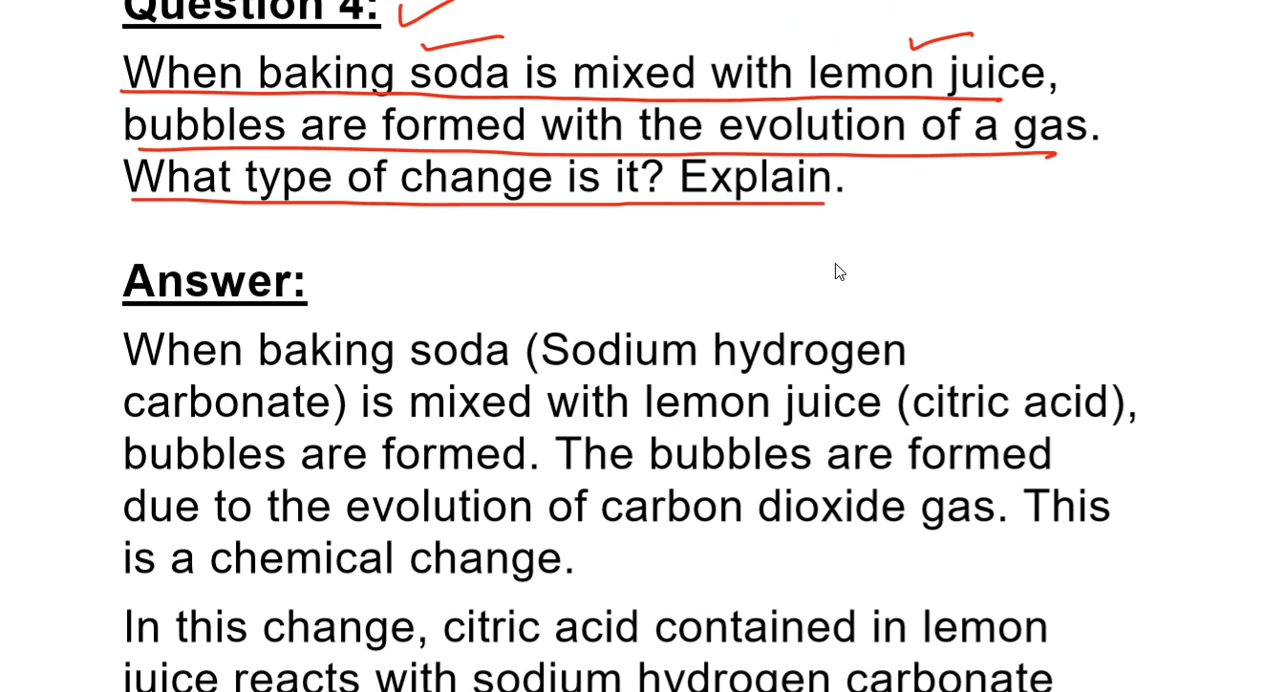 Question 4:
When baking soda is mixed with lemon juice,
bubbles are formed with the evolution of a gas.
What type of change is it? Explain.
Answer:
When baking soda (Sodium hydrogen
carbonate) is mixed with lemon juice (citric acid),
bubbles are formed. The bubbles are formed
due to the evolution of carbon dioxide gas. This
is a chemical change.
In this change, citric acid contained in lemon
juice reacts with sodium hydrogen carbonate